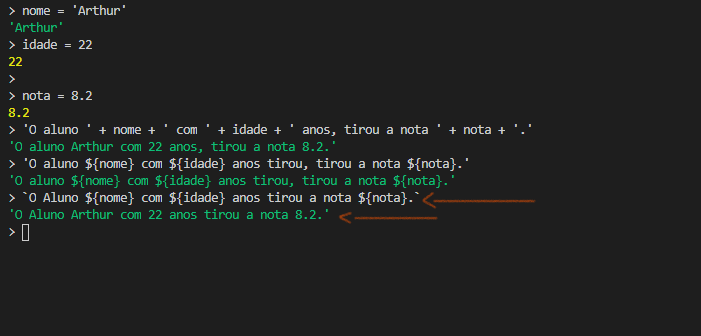 > nome = 'Arthur'
'Arthur'
> idade = 22
22
>
> nota = 8.2
8.2
> 'O aluno ' + nome + ' com ' + idade + ' anos, tirou a nota ' + nota + '.'
'O aluno Arthur com 22 anos, tirou a nota 8.2.'
> 'O aluno ${nome} com ${idade} anos tirou, tirou a nota ${nota}.'
'O aluno ${nome} com ${idade} anos tirou, tirou a nota ${nota}.'
> `O Aluno ${nome} com ${idade} anos tirou a nota ${nota}.`
'O Aluno Arthur com 22 anos tirou a nota 8.2.'
>